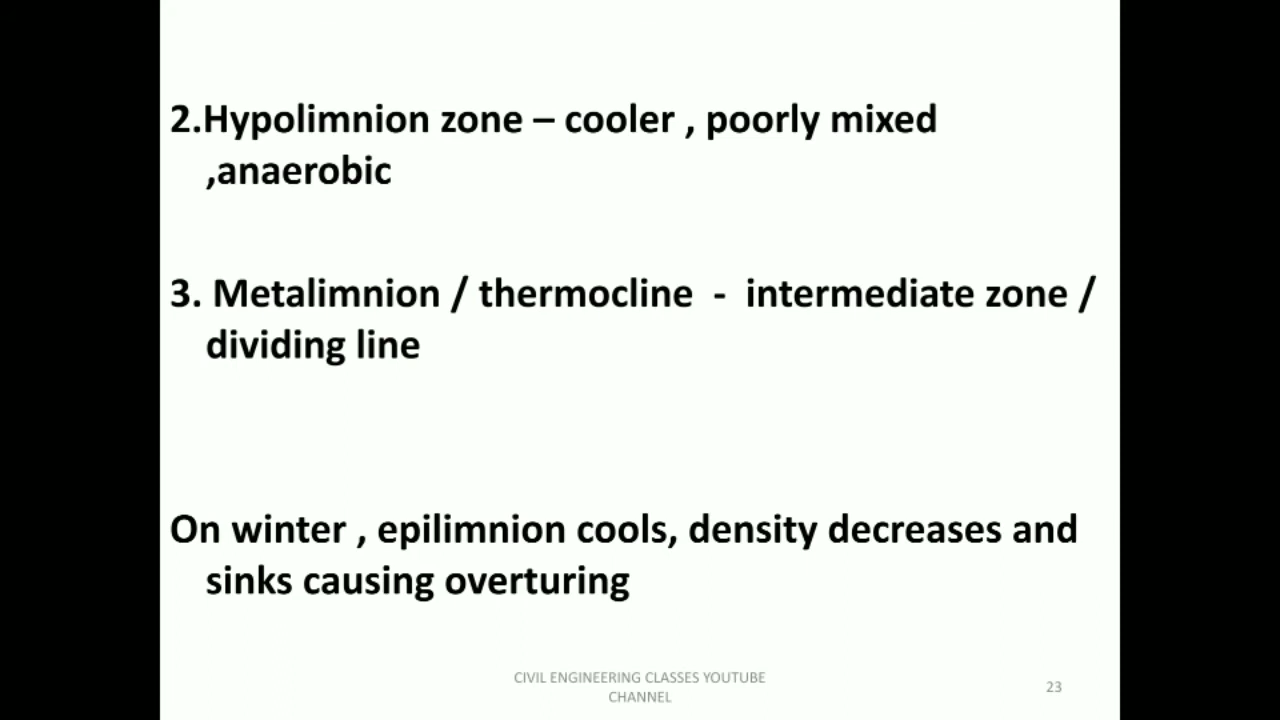 2.Hypolimnion zone – cooler , poorly mixed
,anaerobic
3. Metalimnion / thermocline - intermediate zone /
dividing line
On winter , epilimnion cools, density decreases and
sinks causing overturing
CIVIL ENGINEERING CLASSES YOUTUBE
CHANNEL
23